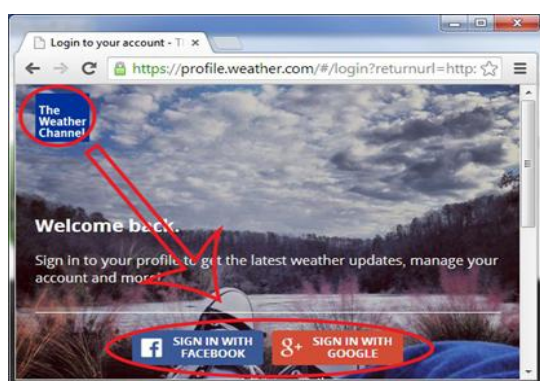 Login to your account - T
https://profile.weather.com/#/login?returnurl=http:
The
Weather
Channel
Welcome back.
Sign in to your profile to get the latest weather updates, manage your
account and more!
SIGN IN WITH
FACEBOOK
8+ SIGN IN WITH
GOOGLE